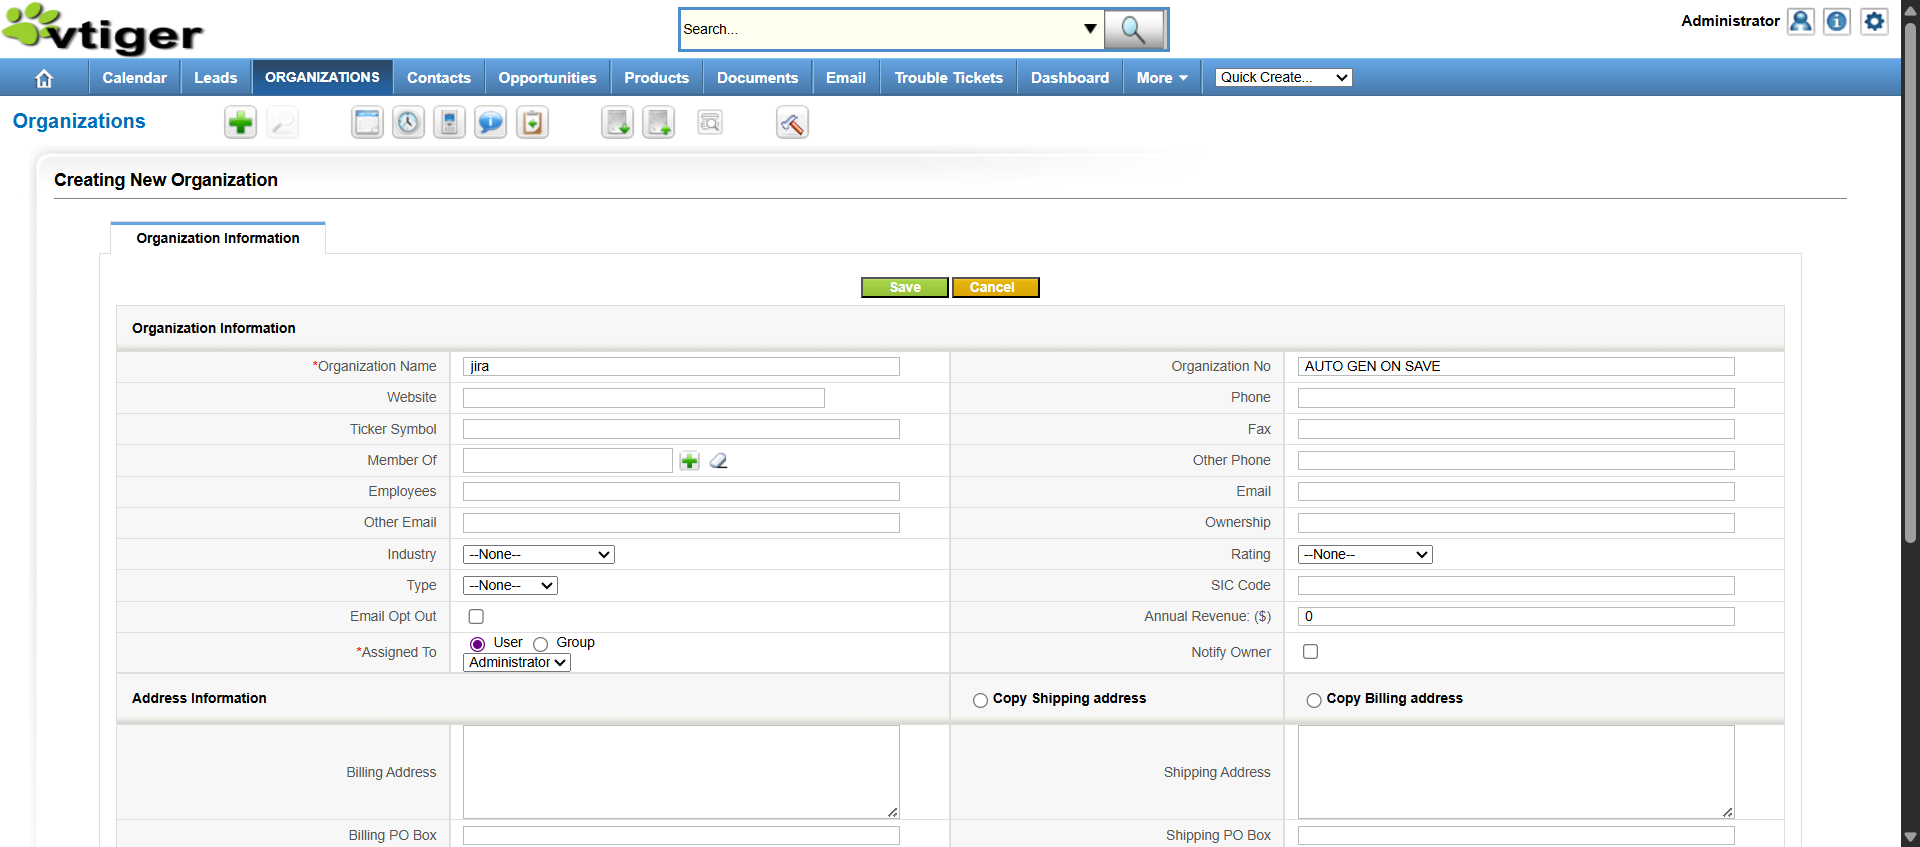 vtiger
Search...
Administrator
Calendar Leads ORGANIZATIONS Contacts Opportunities Products Documents Email Trouble Tickets Dashboard More Quick Create...
Organizations
Creating New Organization
Organization Information
Save Cancel
Organization Information
*Organization Name jira Organization No AUTO GEN ON SAVE
Website Phone
Ticker Symbol Fax
Member Of Other Phone
Employees Email
Other Email Ownership
Industry --None-- Rating --None--
Type --None-- SIC Code
Email Opt Out Annual Revenue: ($) 0
*Assigned To User Group Notify Owner
Administrator
Address Information Copy Shipping address Copy Billing address
Billing Address Shipping Address
Billing PO Box Shipping PO Box